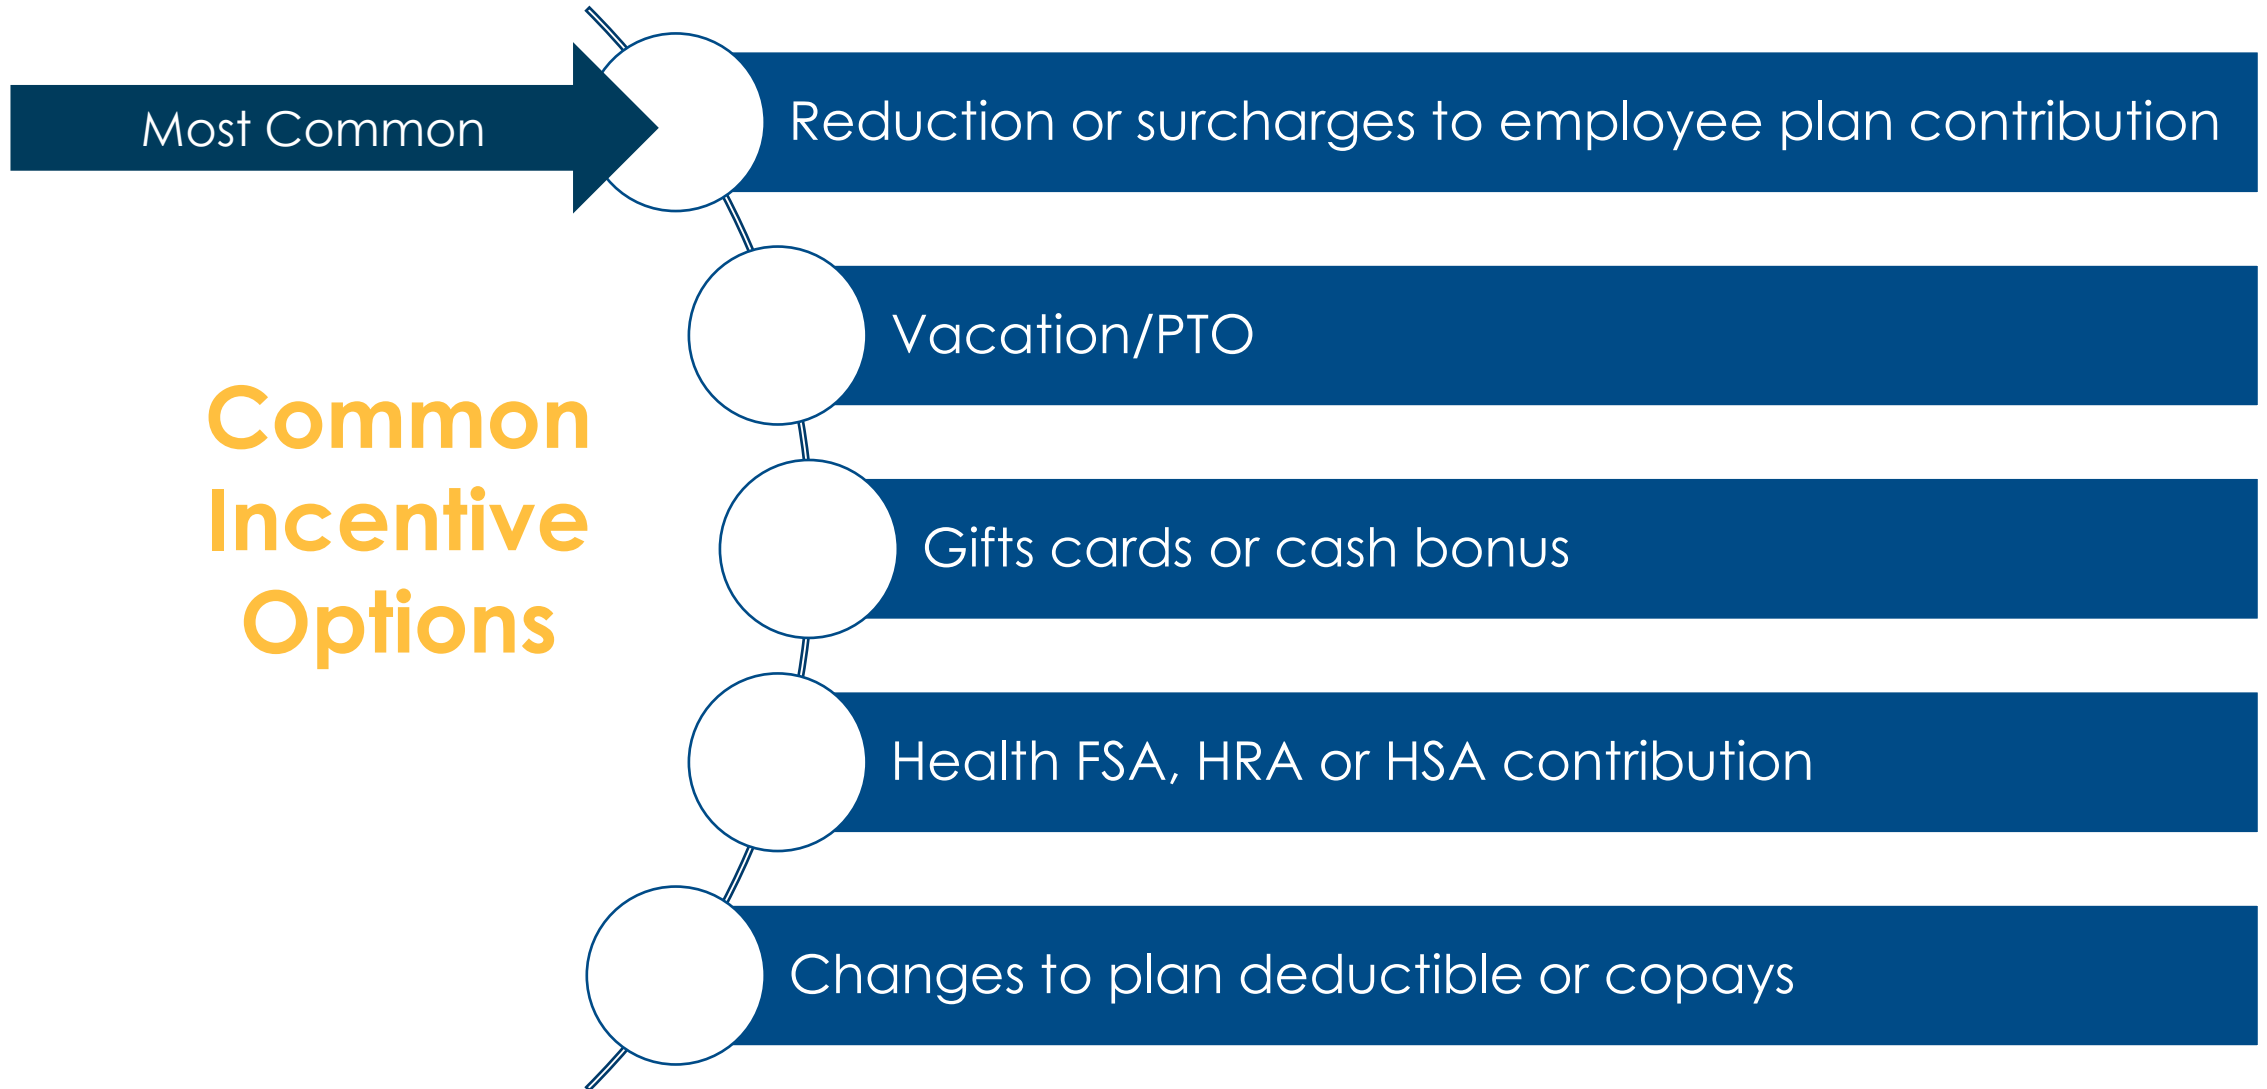 Most Common
Reduction or surcharges to employee plan contribution
Vacation/PTO
Common
Incentive
Options
Gifts cards or cash bonus
Health FSA, HRA or HSA contribution
Changes to plan deductible or copays